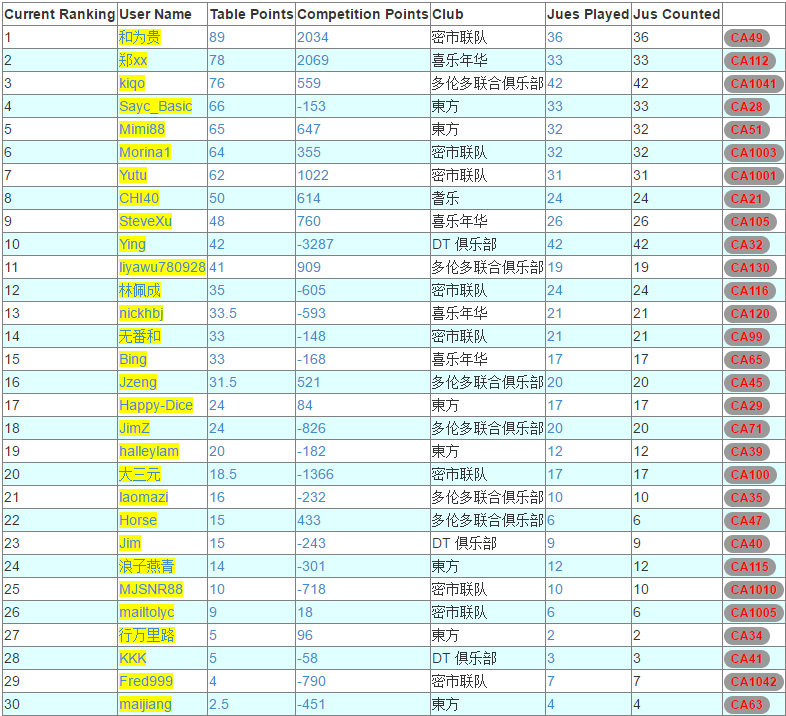 Current Ranking User Name Table Points Competition Points Club Jues Played Jus Counted
1 和为贵 89 2034 密市联队 36 36 CA49
2 郑xx 78 2069 喜乐年华 33 33 CA112
3 kiqo 76 559 多伦多联合俱乐部 42 42 CA1041
4 Sayc_Basic 66 -153 東方 33 33 CA28
5 Mimi88 65 647 東方 32 32 CA51
6 Morina1 64 355 密市联队 32 32 CA1003
7 Yutu 62 1022 密市联队 31 31 CA1001
8 CHI40 50 614 耆乐 24 24 CA21
9 SteveXu 48 760 喜乐年华 26 26 CA105
10 Ying 42 -3287 DT 俱乐部 42 42 CA32
11 liyawu780928 41 909 多伦多联合俱乐部 19 19 CA130
12 林佩成 35 -605 密市联队 24 24 CA116
13 nickhbj 33.5 -593 喜乐年华 21 21 CA120
14 无番和 33 -148 密市联队 21 21 CA99
15 Bing 33 -168 喜乐年华 17 17 CA65
16 Jzeng 31.5 521 多伦多联合俱乐部 20 20 CA45
17 Happy-Dice 24 84 東方 17 17 CA29
18 JimZ 24 -826 多伦多联合俱乐部 20 20 CA71
19 halleylam 20 -182 東方 12 12 CA39
20 大三元 18.5 -1366 密市联队 17 17 CA100
21 laomazi 16 -232 多伦多联合俱乐部 10 10 CA35
22 Horse 15 433 多伦多联合俱乐部 6 6 CA47
23 Jim 15 -243 DT 俱乐部 9 9 CA40
24 浪子燕青 14 -301 東方 12 12 CA115
25 MJSNR88 10 -718 密市联队 10 10 CA1010
26 mailtolyc 9 18 密市联队 6 6 CA1005
27 行万里路 5 96 東方 2 2 CA34
28 KKK 5 -58 DT 俱乐部 3 3 CA41
29 Fred999 4 -790 密市联队 7 7 CA1042
30 maijiang 2.5 -451 東方 4 4 CA63